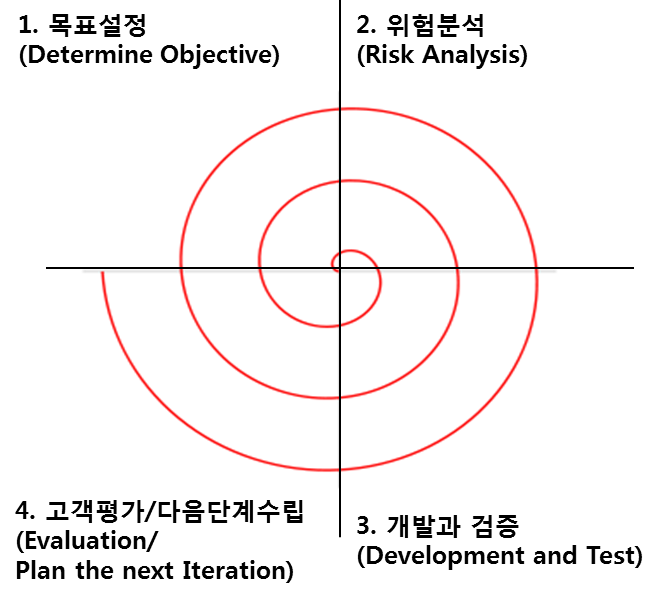 1. 목표설정
(Determine Objective)
2. 위험분석
(Risk Analysis)
4. 고객평가/다음단계수립
(Evaluation/
Plan the next Iteration)
3. 개발과 검증
(Development and Test)